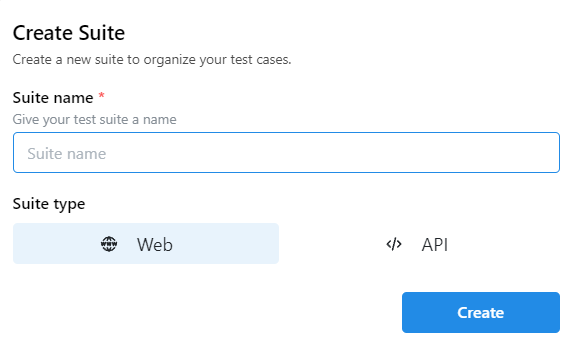 Create Suite
Create a new suite to organize your test cases.
Suite name *
Give your test suite a name
Suite name
Suite type
www Web
</> API
Create